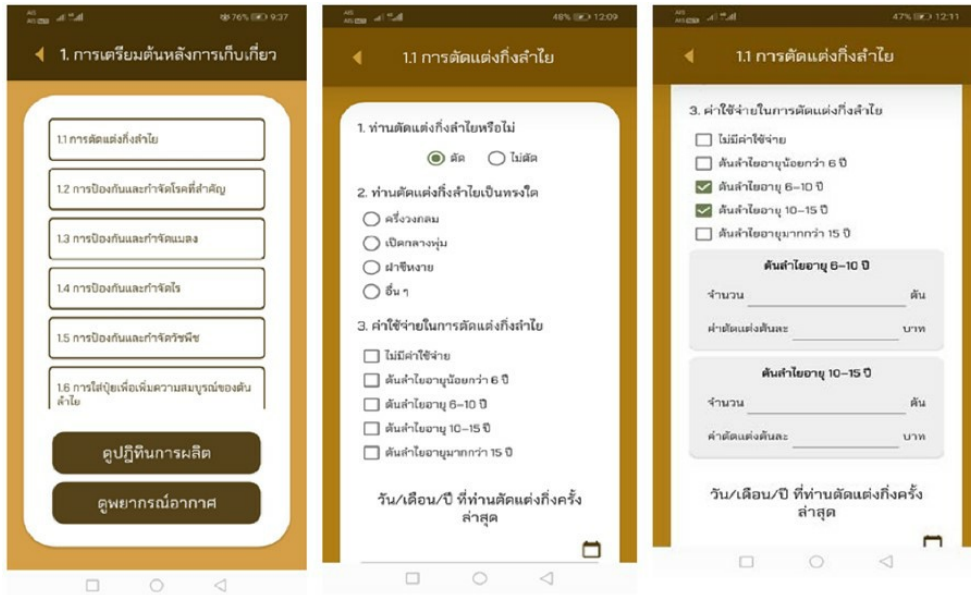 76% 9:37
1. การเตรียมต้นหลังการเก็บเกี่ยว
1.1 การตัดแต่งกิ่งลำไย
1.2 การป้องกันและกำจัดโรคที่สำคัญ
1.3 การป้องกันและกำจัดแมลง
1.4 การป้องกันและกำจัดไร
1.5 การป้องกันและกำจัดวัชพืช
1.6 การใส่ปุ๋ยเพื่อเพิ่มความสมบูรณ์ของต้น
ลำไย
ดูปฏิทินการผลิต
ดูพยากรณ์อากาศ
48% 12:09
1.1 การตัดแต่งกิ่งลำไย
1. ท่านตัดแต่งกิ่งลำไยหรือไม่
ตัด ไม่ตัด
2. ท่านตัดแต่งกิ่งลำไยเป็นทรงใด
ครึ่งวงกลม
เปิดกลางพุ่ม
ฝาชีหงาย
อื่น ๆ
3. ค่าใช้จ่ายในการตัดแต่งกิ่งลำไย
ไม่มีค่าใช้จ่าย
ต้นลำไยอายุน้อยกว่า 6 ปี
ต้นลำไยอายุ 6-10 ปี
ต้นลำไยอายุ 10-15 ปี
ต้นลำไยอายุมากกว่า 15 ปี
วัน/เดือน/ปี ที่ท่านตัดแต่งกิ่งครั้ง
ล่าสุด
47% 12:11
1.1 การตัดแต่งกิ่งลำไย
3. ค่าใช้จ่ายในการตัดแต่งกิ่งลำไย
ไม่มีค่าใช้จ่าย
ต้นลำไยอายุน้อยกว่า 6 ปี
ต้นลำไยอายุ 6-10 ปี
ต้นลำไยอายุ 10-15 ปี
ต้นลำไยอายุมากกว่า 15 ปี
ต้นลำไยอายุ 6-10 ปี
จำนวน ต้น
ค่าตัดแต่งต้นละ บาท
ต้นลำไยอายุ 10-15 ปี
จำนวน ต้น
ค่าตัดแต่งต้นละ บาท
วัน/เดือน/ปี ที่ท่านตัดแต่งกิ่งครั้ง
ล่าสุด